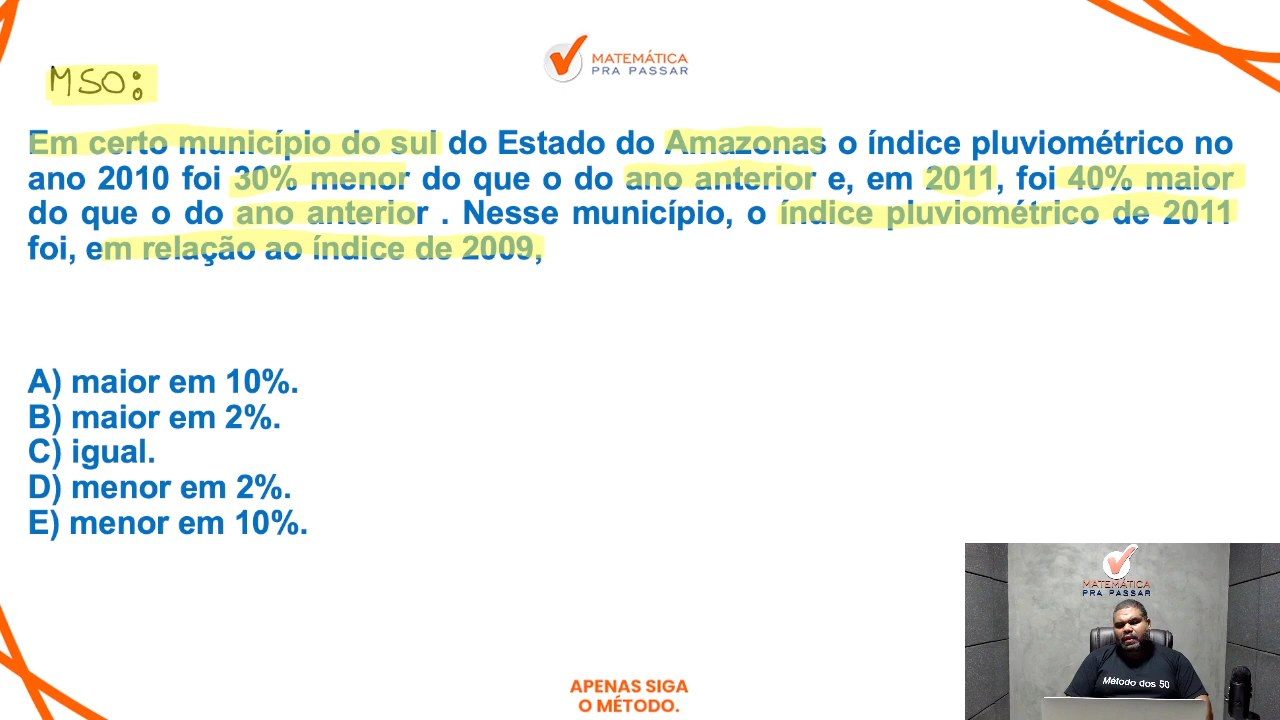 MATEMÁTICA
PRA PASSAR
MSO:
Em certo município do sul do Estado do Amazonas o índice pluviométrico no
ano 2010 foi 30% menor do que o do ano anterior e, em 2011, foi 40% maior
do que o do ano anterior . Nesse município, o índice pluviométrico de 2011
foi, em relação ao índice de 2009,
A) maior em 10%.
B) maior em 2%.
C) igual.
D) menor em 2%.
E) menor em 10%.
MATEMÁTICA
PRA PASSAR
Método dos 50
APENAS SIGA
O MÉTODO.